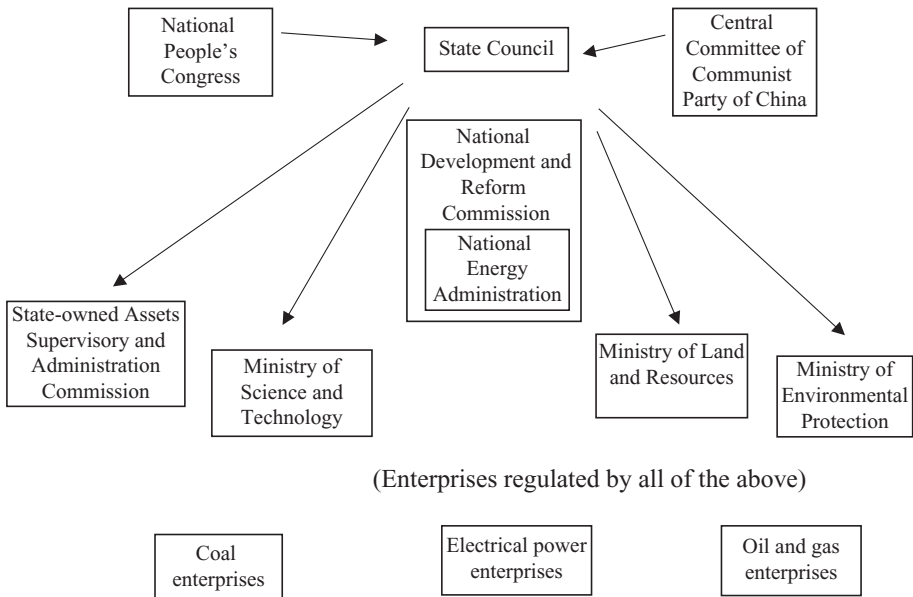 National
People’s
Congress
State Council
Central
Committee of
Communist
Party of China
National
Development and
Reform
Commission
National
Energy
Administration
State-owned Assets
Supervisory and
Administration
Commission
Ministry of
Science and
Technology
Ministry of Land
and Resources
Ministry of
Environmental
Protection
(Enterprises regulated by all of the above)
Coal
enterprises
Electrical power
enterprises
Oil and gas
enterprises